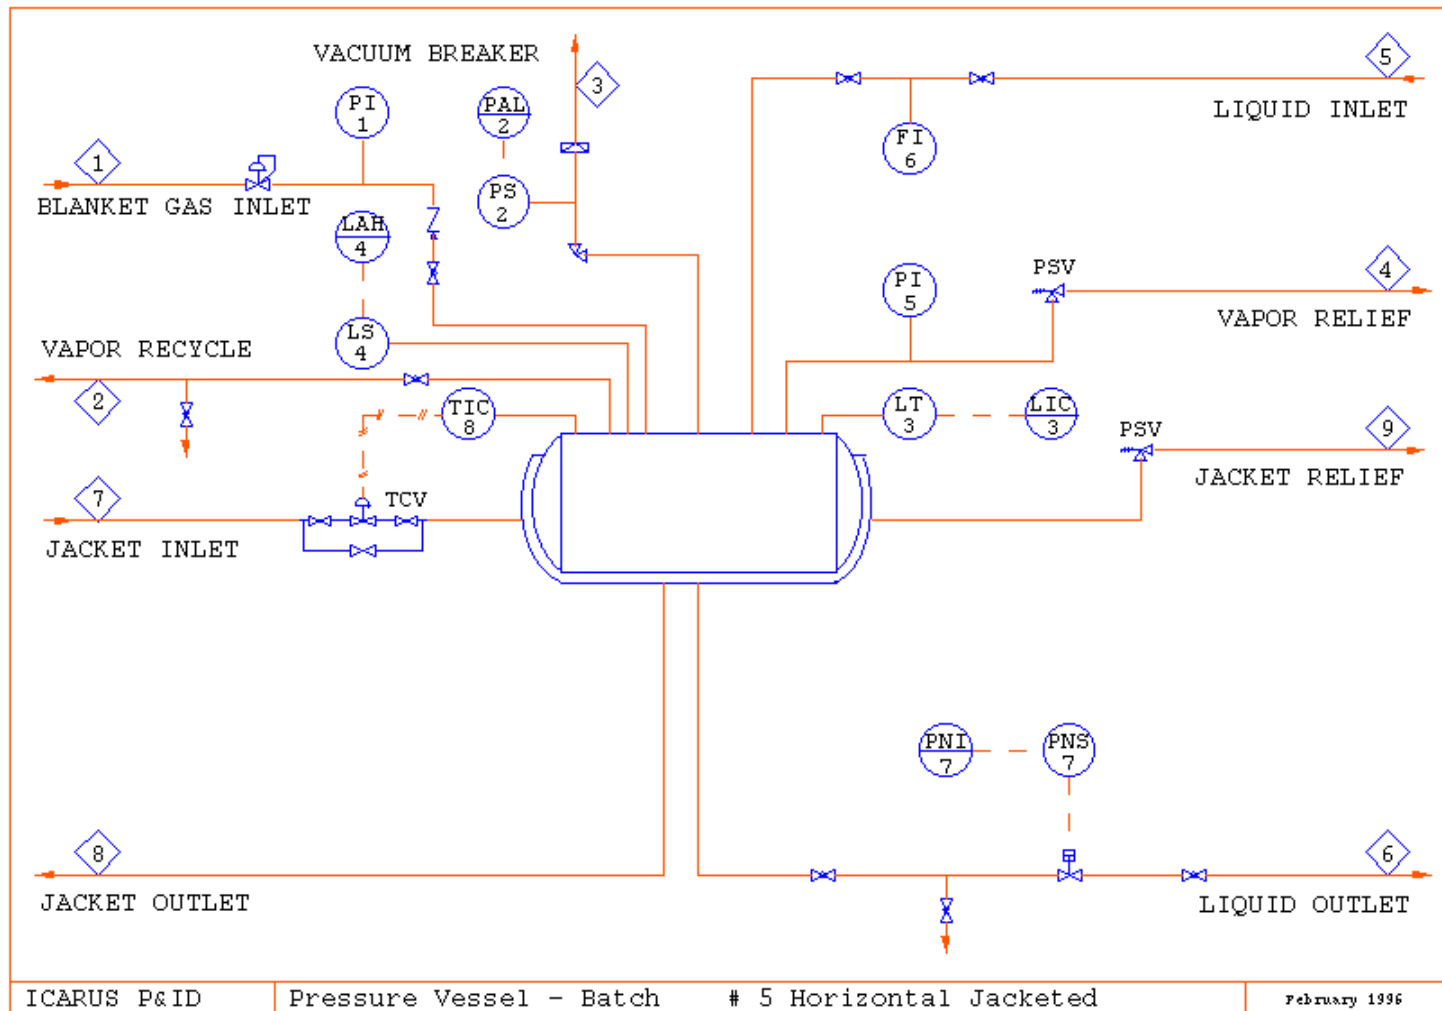 VACUUM BREAKER
3
5
PI
1
PAL
2
LIQUID INLET
FI
6
1
PS
2
BLANKET GAS INLET
LAH
4
PSV
4
PI
5
VAPOR RELIEF
LS
4
VAPOR RECYCLE
2
TIC
8
LT
3
LIC
3
PSV
9
JACKET RELIEF
7
TCV
JACKET INLET
PNI
7
PNS
7
8
6
JACKET OUTLET
LIQUID OUTLET
ICARUS P&ID
Pressure Vessel - Batch # 5 Horizontal Jacketed
February 1996